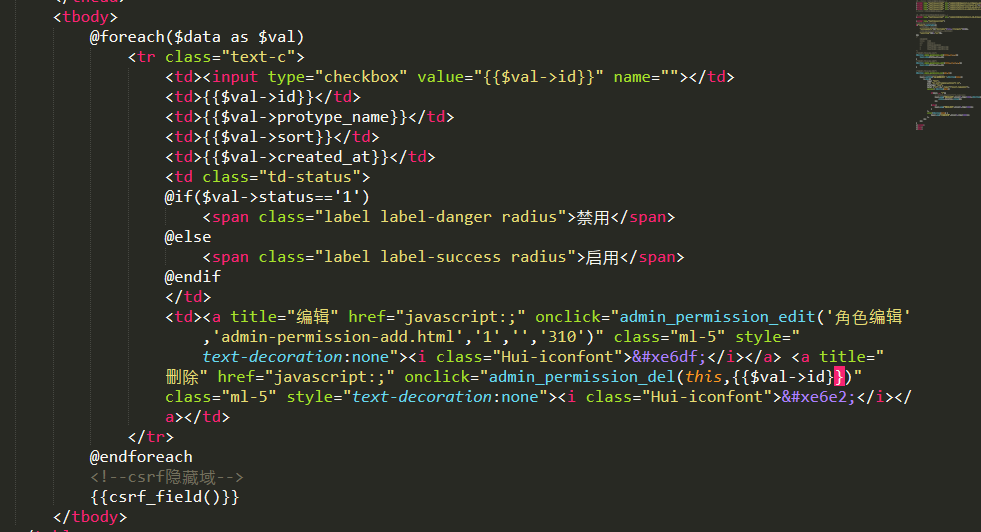 <tbody>
@foreach($data as $val)
<tr class="text-c">
<td><input type="checkbox" value="{{$val->id}}" name=""></td>
<td>{{$val->id}}</td>
<td>{{$val->protype_name}}</td>
<td>{{$val->sort}}</td>
<td>{{$val->created_at}}</td>
<td class="td-status">
@if($val->status=='1')
<span class="label label-danger radius">禁用</span>
@else
<span class="label label-success radius">启用</span>
@endif
</td>
<td><a title="编辑" href="javascript:;" onclick="admin_permission_edit('角色编辑'
,'admin-permission-add.html','1','','310')" class="ml-5" style="
text-decoration:none"><i class="Hui-iconfont">&#xe6df;</i></a> <a title="
删除" href="javascript:;" onclick="admin_permission_del(this,{{$val->id}})"
class="ml-5" style="text-decoration:none"><i class="Hui-iconfont">&#xe6e2;</i></
a></td>
</tr>
@endforeach
<!--csrf隐藏域-->
{{csrf_field()}}
</tbody>